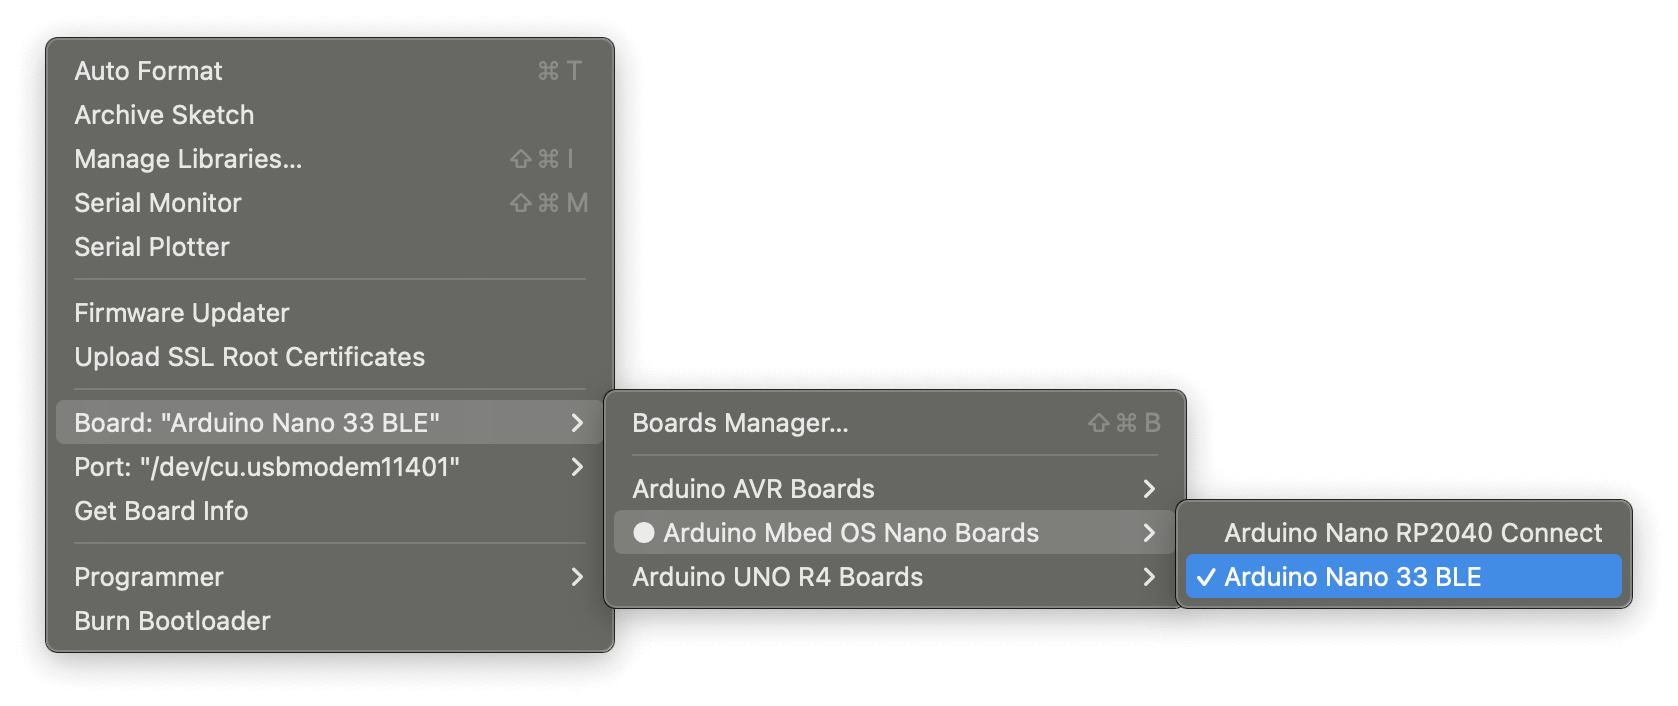 Auto Format ⌘ T
Archive Sketch
Manage Libraries... ⇧ ⌘ I
Serial Monitor ⇧ ⌘ M
Serial Plotter
Firmware Updater
Upload SSL Root Certificates
Board: "Arduino Nano 33 BLE"
Port: "/dev/cu.usbmodem11401"
Get Board Info
Programmer
Burn Bootloader
Boards Manager... ⇧ ⌘ B
Arduino AVR Boards
Arduino Mbed OS Nano Boards
Arduino UNO R4 Boards
Arduino Nano RP2040 Connect
Arduino Nano 33 BLE